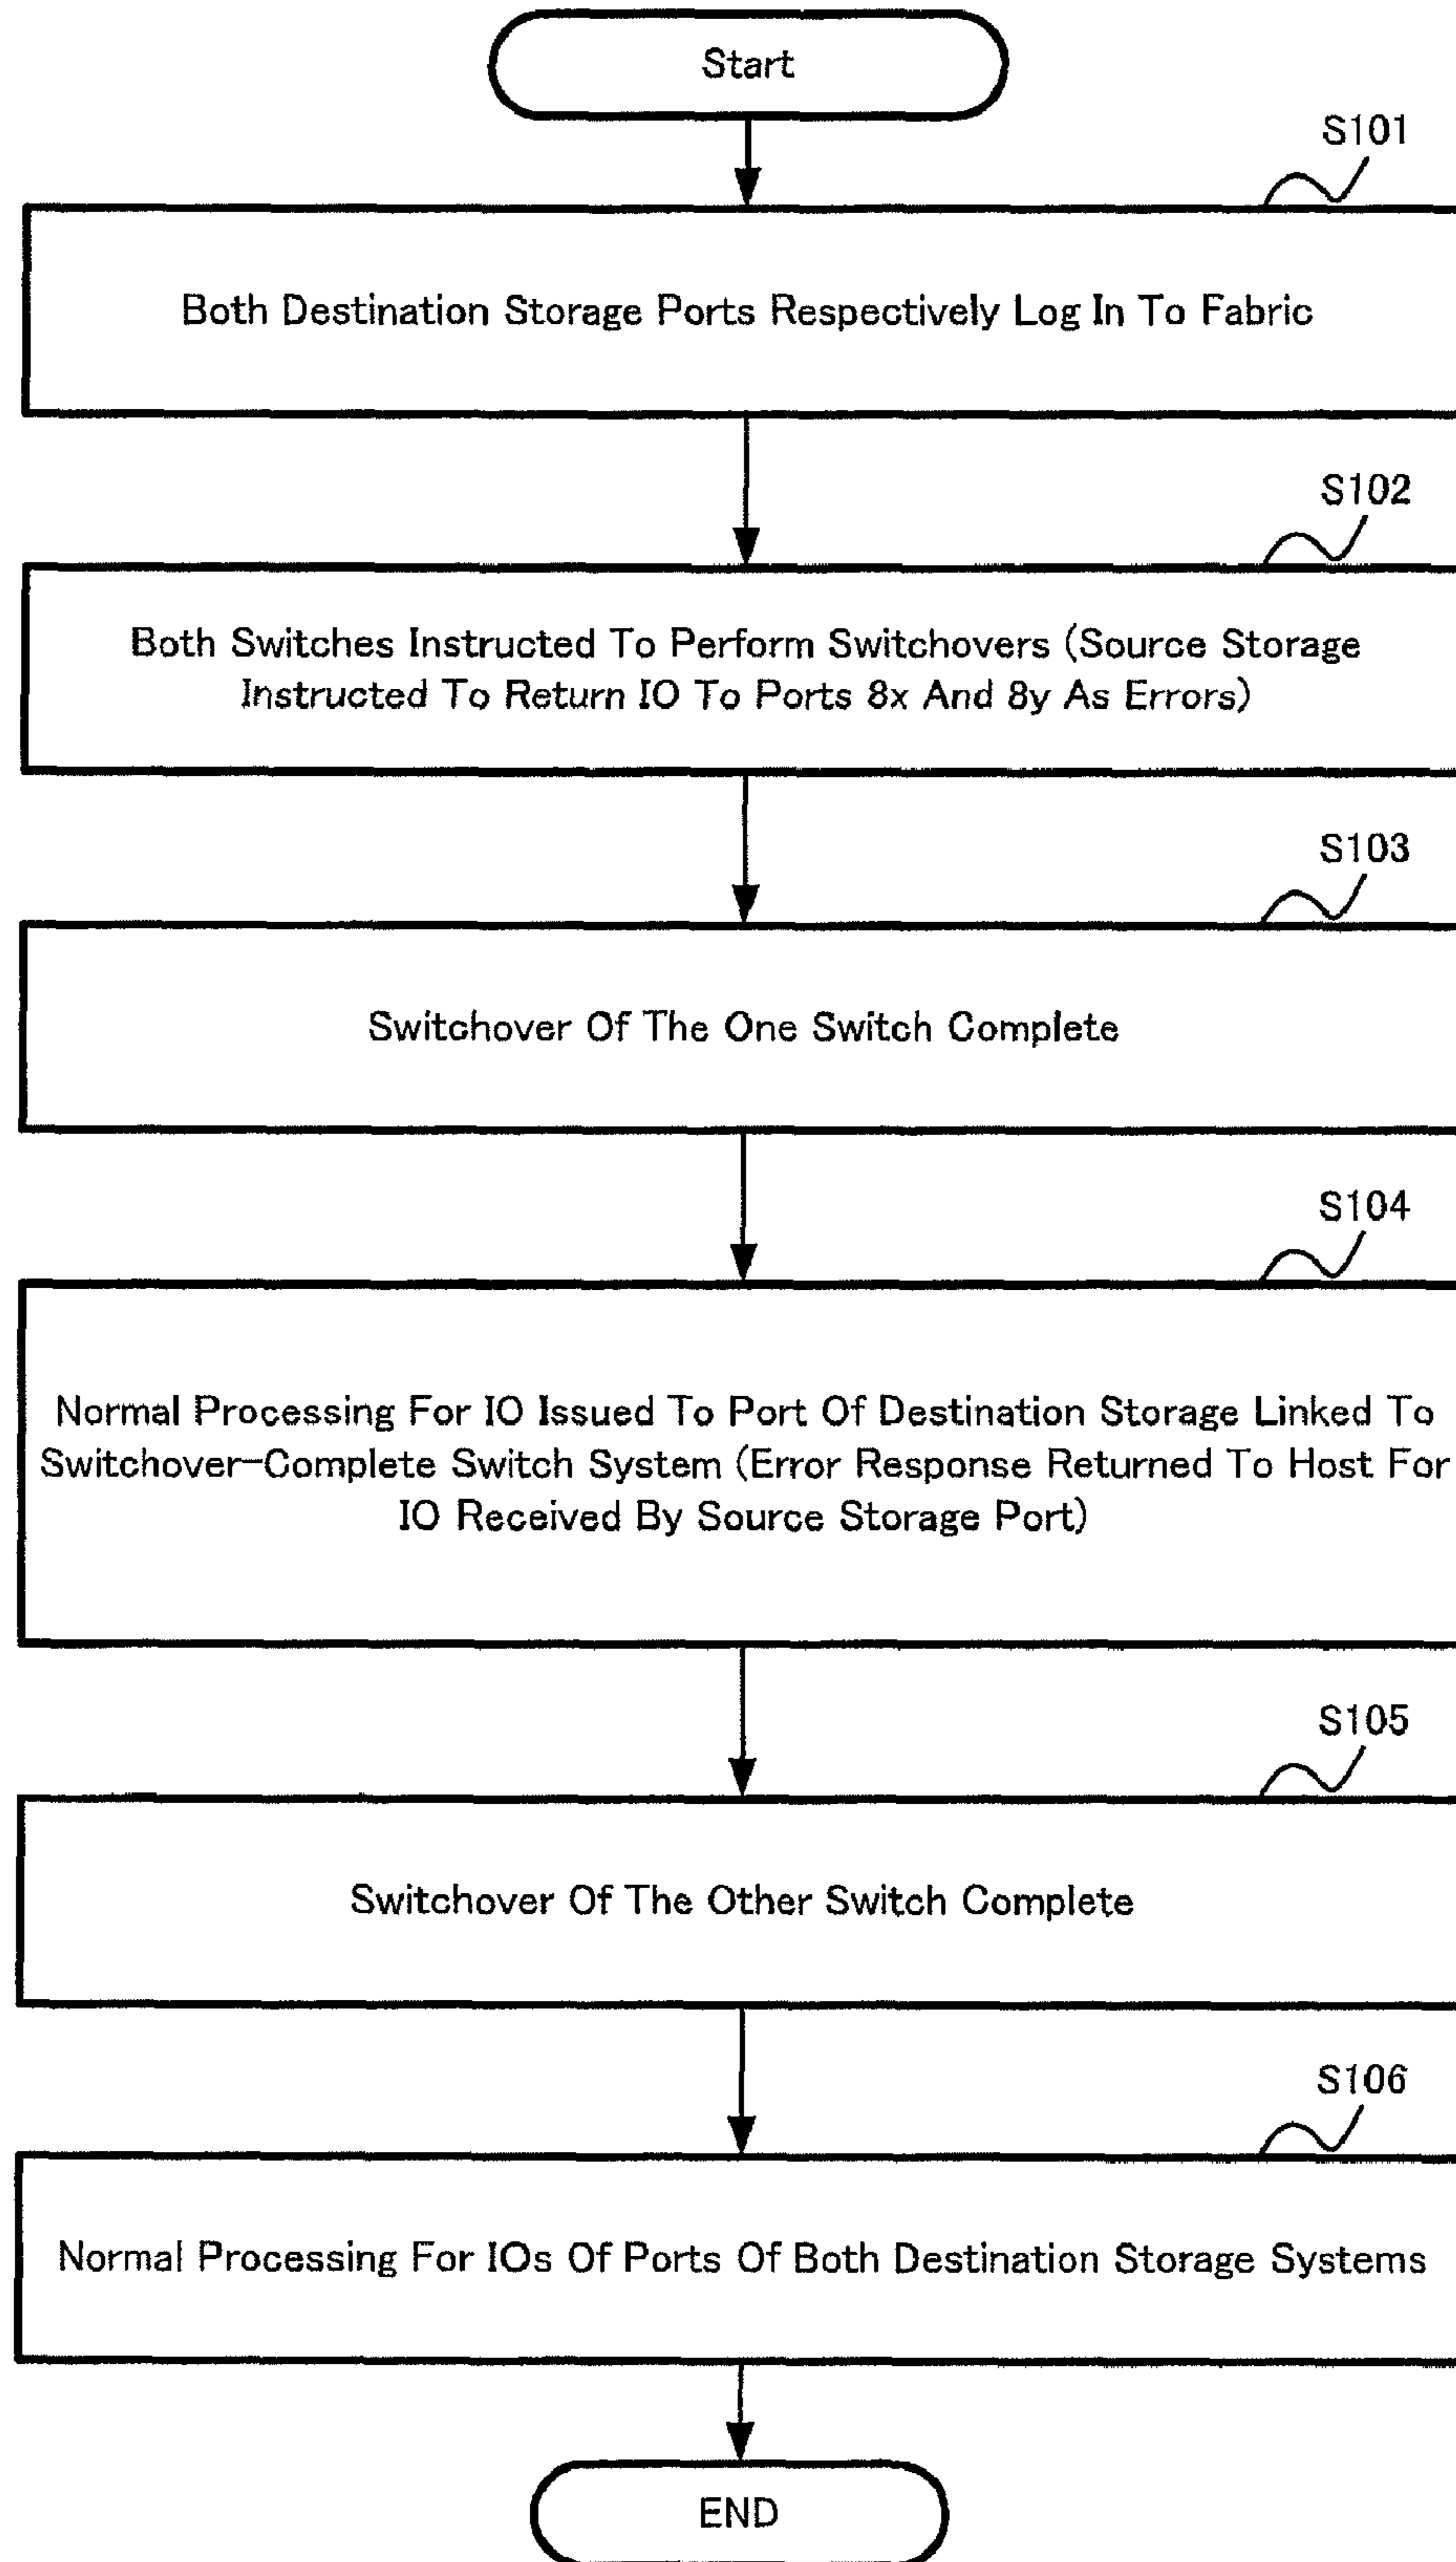 Start
S101
Both Destination Storage Ports Respectively Log In To Fabric
S102
Both Switches Instructed To Perform Switchovers (Source Storage
Instructed To Return IO To Ports 8x And 8y As Errors)
S103
Switchover Of The One Switch Complete
S104
Normal Processing For IO Issued To Port Of Destination Storage Linked To
Switchover-Complete Switch System (Error Response Returned To Host For
IO Received By Source Storage Port)
S105
Switchover Of The Other Switch Complete
S106
Normal Processing For IOs Of Ports Of Both Destination Storage Systems
END